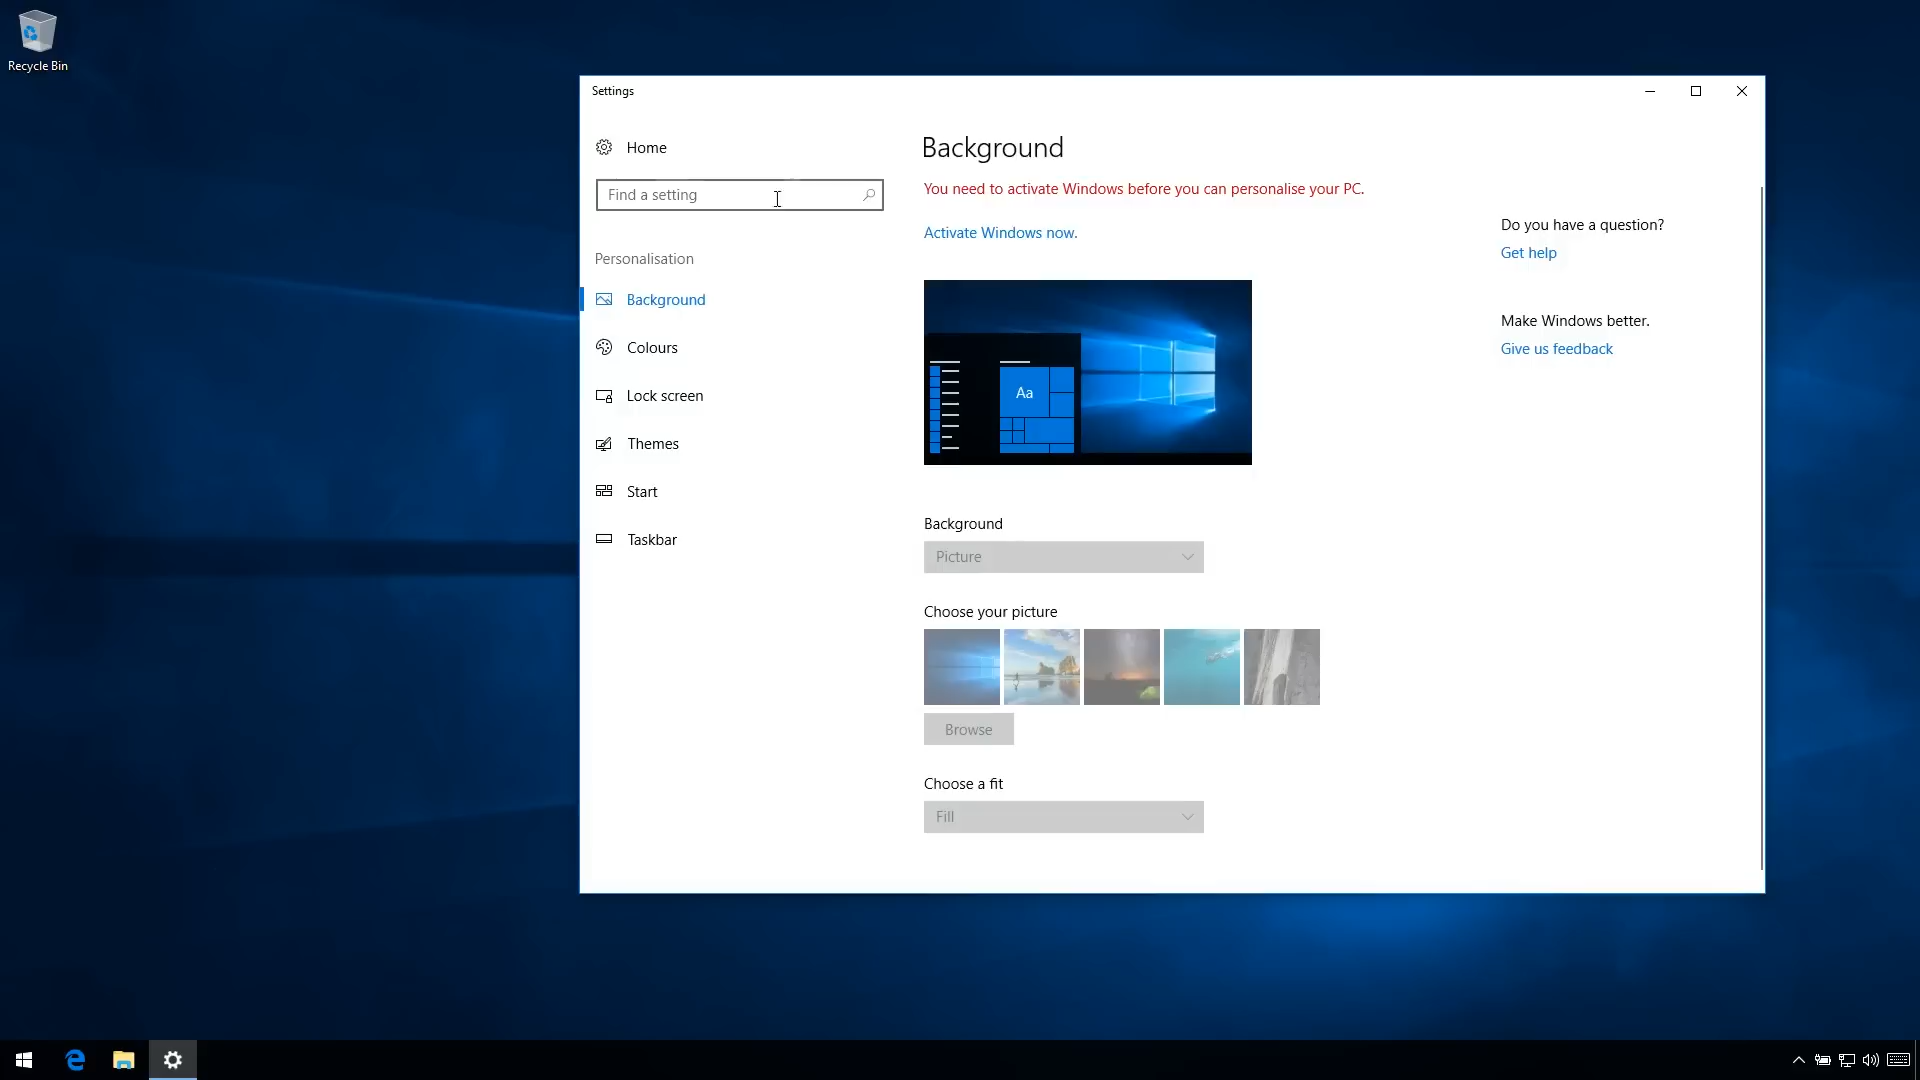 Recycle Bin
Settings
Home
Find a setting
Personalisation
Background
Colours
Lock screen
Themes
Start
Taskbar
Background
You need to activate Windows before you can personalise your PC.
Activate Windows now.
Aa
Background
Picture
Choose your picture
Browse
Choose a fit
Fill
Do you have a question?
Get help
Make Windows better.
Give us feedback